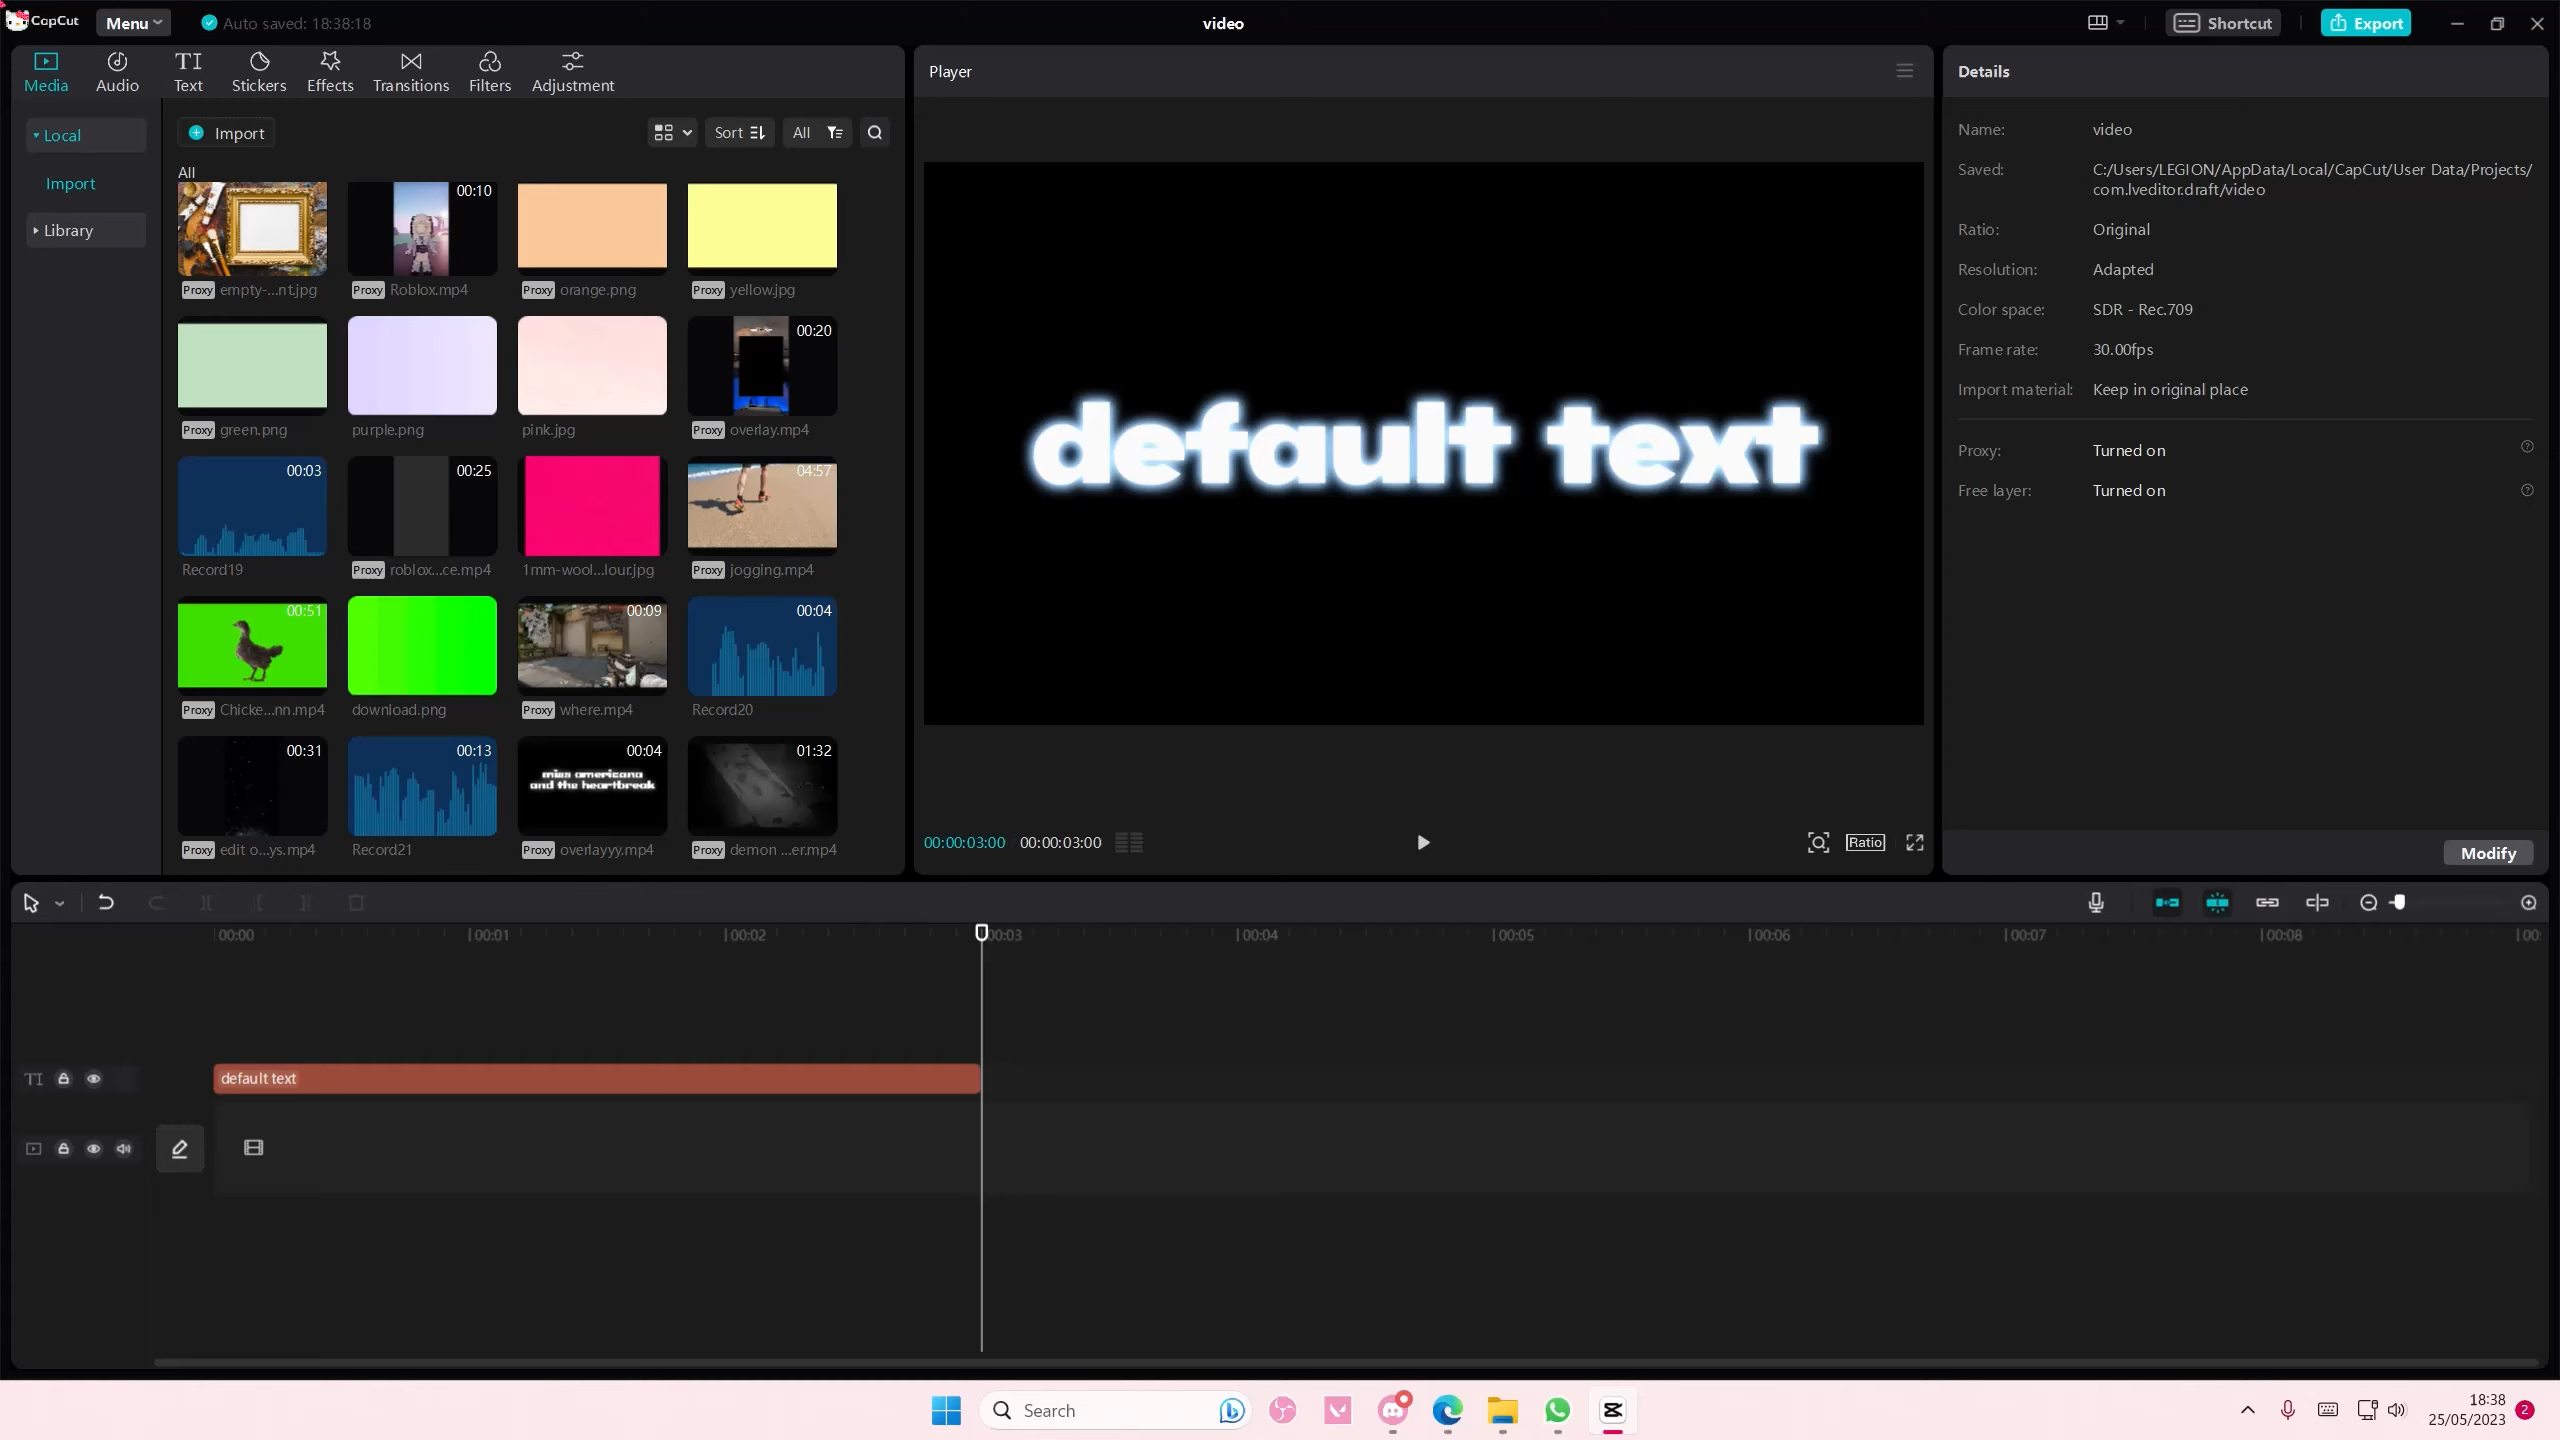 CapCut
Menu
Auto saved: 18:38:18
video
Shortcut
Export
Media
Audio
Text
Stickers
Effects
Transitions
Filters
Adjustment
Local
Import
Library
Import
Sort
All
All
Proxy empty-...nt.jpg
00:10
Proxy Roblox.mp4
Proxy orange.png
Proxy yellow.jpg
Proxy green.png
purple.png
pink.jpg
00:20
Proxy overlay.mp4
00:03
Record19
00:25
Proxy roblox...ce.mp4
1mm-wool...lour.jpg
04:57
Proxy jogging.mp4
00:51
Proxy Chicke...nn.mp4
download.png
00:09
Proxy where.mp4
00:04
Record20
00:31
Proxy edit o...ys.mp4
00:13
Record21
00:04
miss americana
and the heartbreak
Proxy overlayyy.mp4
01:32
Proxy demon ...er.mp4
Player
default text
00:00:03:00
00:00:03:00
Ratio
Details
Name: video
Saved: C:/Users/LEGION/AppData/Local/CapCut/User Data/Projects/
com.lveditor.draft/video
Ratio: Original
Resolution: Adapted
Color space: SDR - Rec.709
Frame rate: 30.00fps
Import material: Keep in original place
Proxy: Turned on
Free layer: Turned on
Modify
00:00
00:01
00:02
00:03
00:04
00:05
00:06
00:07
00:08
00:
TI
default text
Search
18:38
25/05/2023
2